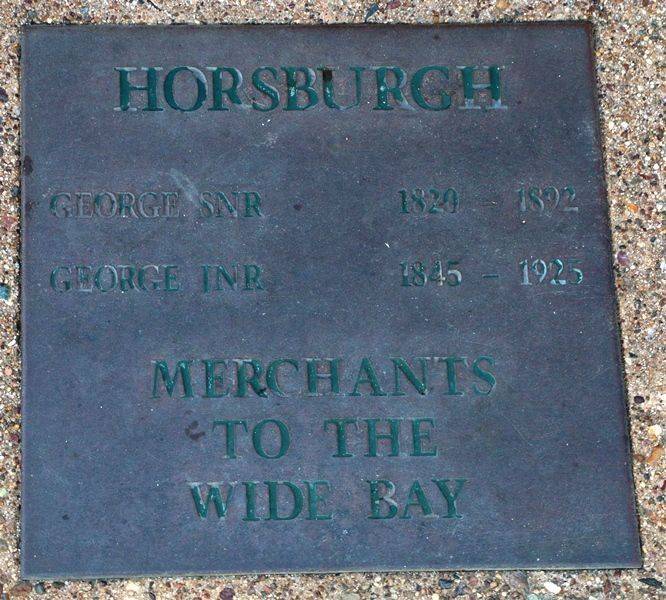 HORSBURGH
GEORGE SNR 1820 - 1892
GEORGE JNR 1845 - 1925
MERCHANTS
TO THE
WIDE BAY